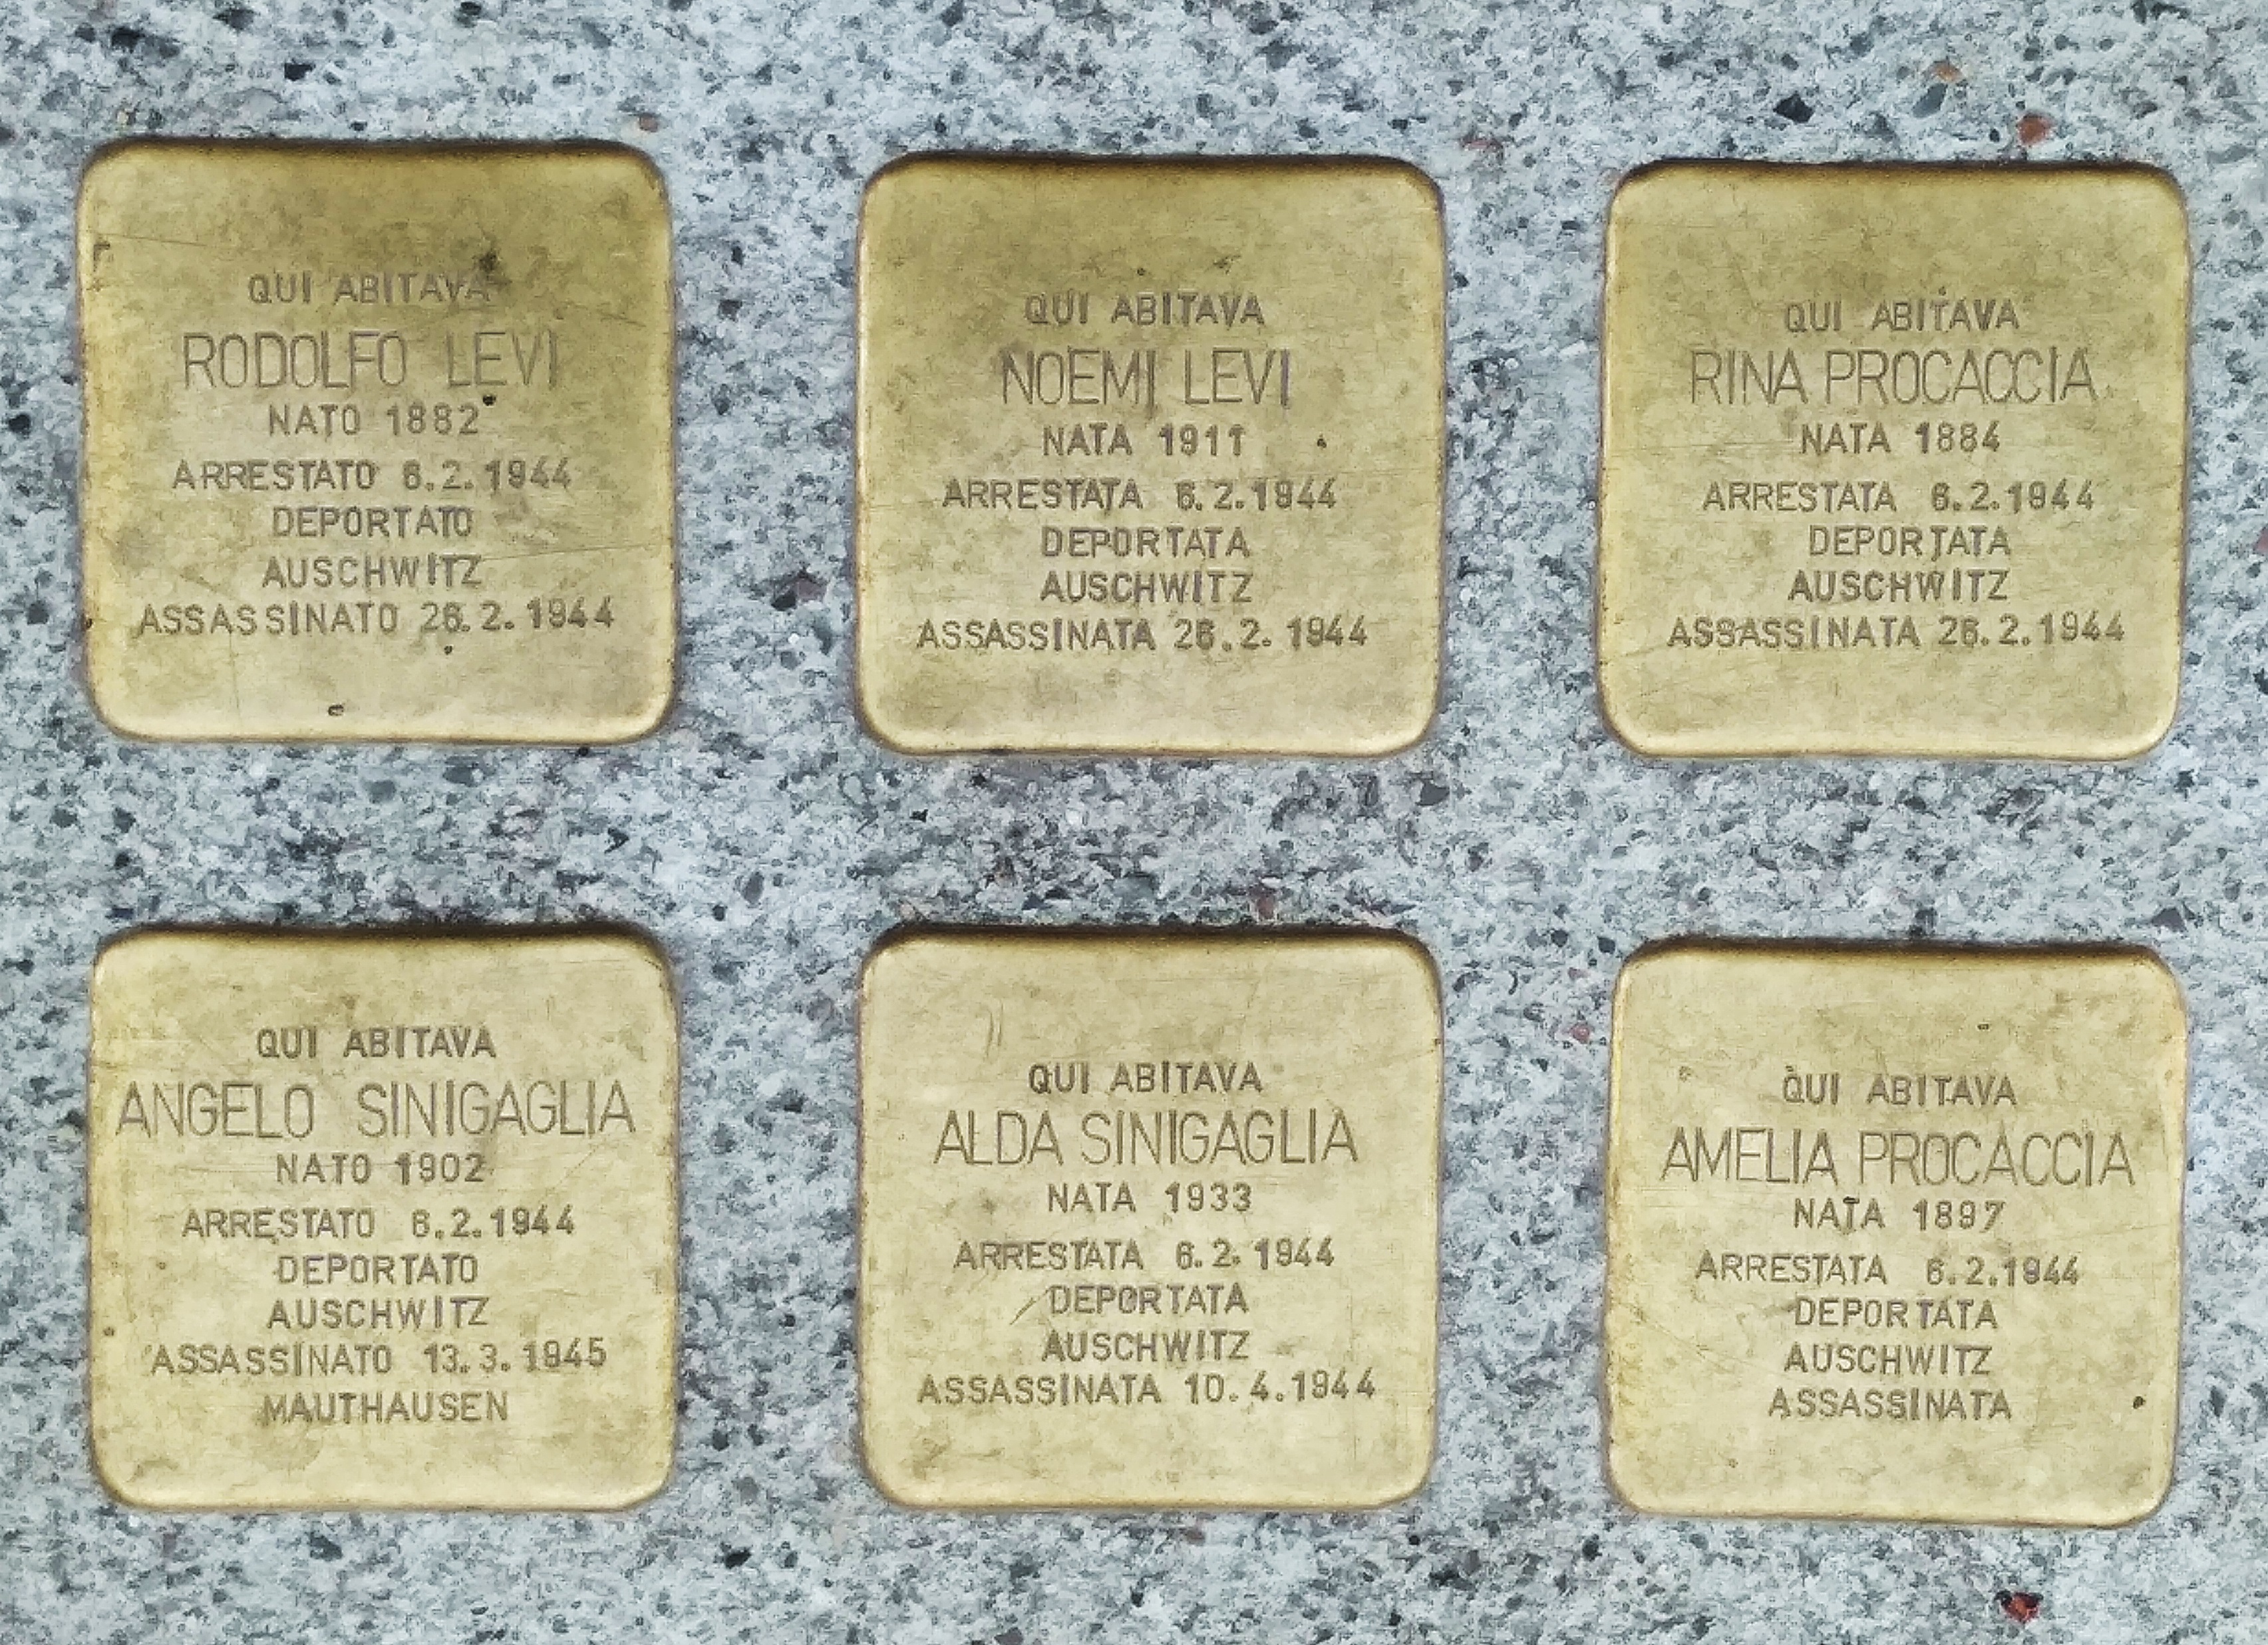 QUI ABITAVA
RODOLFO LEVI
NATO 1882
ARRESTATO 6.2.1944
DEPORTATO
AUSCHWITZ
ASSASSINATO 26.2.1944
QUI ABITAVA
NOEMI LEVI
NATA 1911
ARRESTATA 6.2.1944
DEPORTATA
AUSCHWITZ
ASSASSINATA 26.2.1944
QUI ABITAVA
RINA PROCACCIA
NATA 1884
ARRESTATA 6.2.1944
DEPORTATA
AUSCHWITZ
ASSASSINATA 26.2.1944
QUI ABITAVA
ANGELO SINIGAGLIA
NATO 1902
ARRESTATO 6.2.1944
DEPORTATO
AUSCHWITZ
ASSASSINATO 13.3.1945
MAUTHAUSEN
QUI ABITAVA
ALDA SINIGAGLIA
NATA 1933
ARRESTATA 6.2.1944
DEPORTATA
AUSCHWITZ
ASSASSINATA 10.4.1944
QUI ABITAVA
AMELIA PROCACCIA
NATA 1897
ARRESTATA 6.2.1944
DEPORTATA
AUSCHWITZ
ASSASSINATA